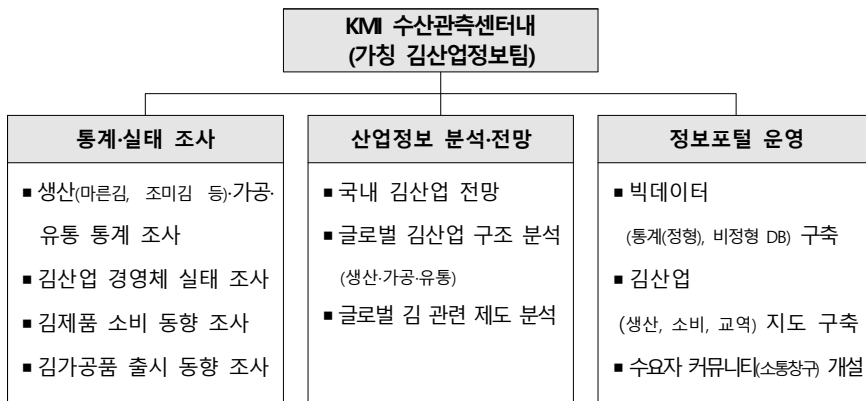 KMI 수산관측센터내
(가칭 김산업정보팀)
통계·실태 조사
■ 생산(마른김, 조미김 등)·가공·
유통 통계 조사
■ 김산업 경영체 실태 조사
■ 김제품 소비 동향 조사
■ 김가공품 출시 동향 조사
산업정보 분석·전망
■ 국내 김산업 전망
■ 글로벌 김산업 구조 분석
(생산·가공·유통)
■ 글로벌 김 관련 제도 분석
정보포털 운영
■ 빅데이터
(통계(정형), 비정형 DB) 구축
■ 김산업
(생산, 소비, 교역) 지도 구축
■ 수요자 커뮤니티(소통창구) 개설